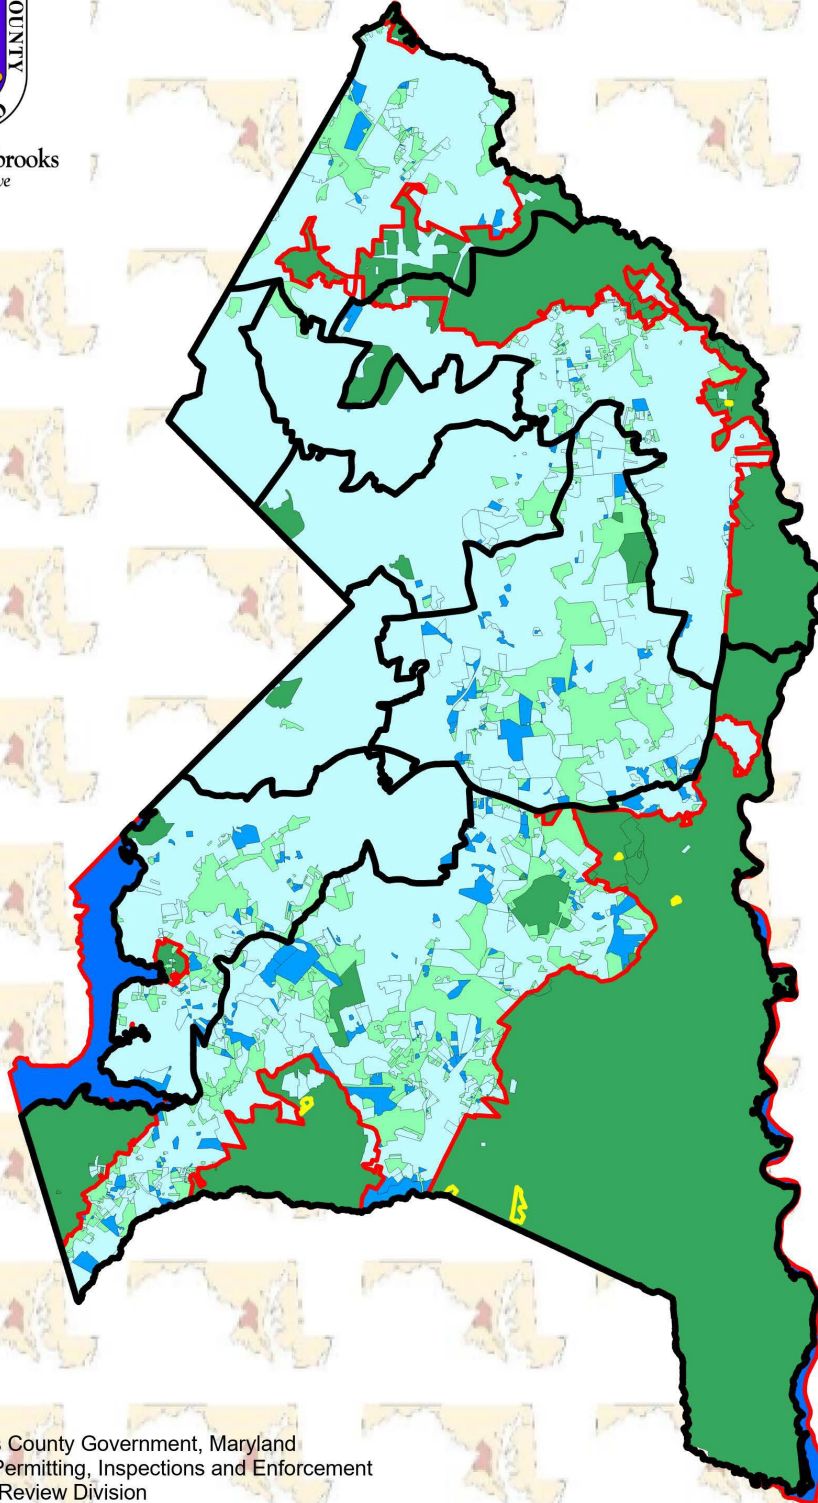 OUNTY
brooks
ve
s County Government, Maryland
Permitting, Inspections and Enforcement
Review Division